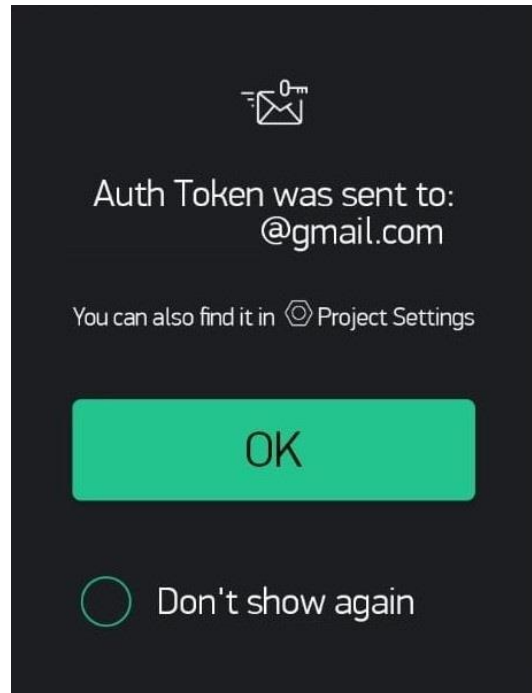 Auth Token was sent to:
@gmail.com
You can also find it in Project Settings
OK
Don't show again